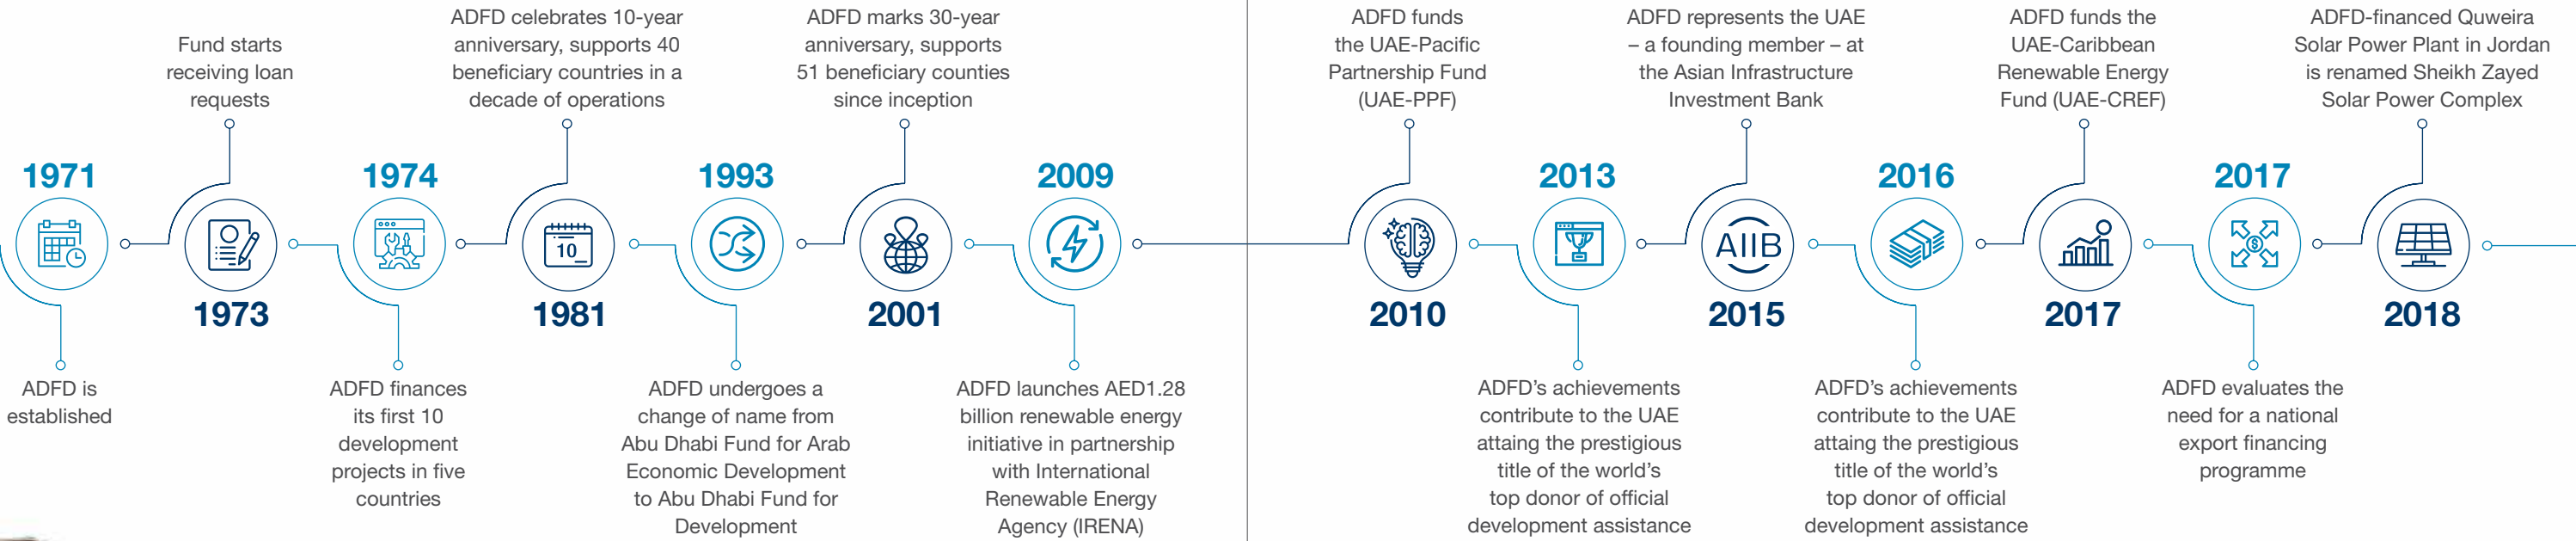 1971
ADFD is
established
Fund starts
receiving loan
requests
1973
1974
ADFD finances
its first 10
development
projects in five
countries
ADFD celebrates 10-year
anniversary, supports 40
beneficiary countries in a
decade of operations
10
1981
1993
ADFD undergoes a
change of name from
Abu Dhabi Fund for Arab
Economic Development
to Abu Dhabi Fund for
Development
ADFD marks 30-year
anniversary, supports
51 beneficiary counties
since inception
2001
2009
ADFD launches AED1.28
billion renewable energy
initiative in partnership
with International
Renewable Energy
Agency (IRENA)
ADFD funds
the UAE-Pacific
Partnership Fund
(UAE-PPF)
2010
2013
ADFD's achievements
contribute to the UAE
attaing the prestigious
title of the world's
top donor of official
development assistance
ADFD represents the UAE
– a founding member – at
the Asian Infrastructure
Investment Bank
AIIB
2015
2016
ADFD's achievements
contribute to the UAE
attaing the prestigious
title of the world's
top donor of official
development assistance
ADFD funds the
UAE-Caribbean
Renewable Energy
Fund (UAE-CREF)
2017
2017
$
ADFD evaluates the
need for a national
export financing
programme
ADFD-financed Quweira
Solar Power Plant in Jordan
is renamed Sheikh Zayed
Solar Power Complex
2018